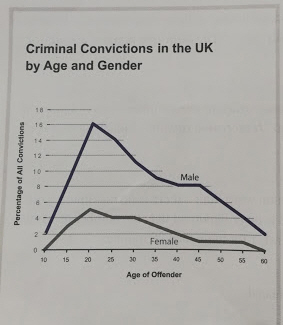 Criminal Convictions in the UK
by Age and Gender
Percentage of All Convictions
18
16
14
12
10
8
6
4
2
0
Male
Female
10 15 20 25 30 35 40 45 50 55 60
Age of Offender